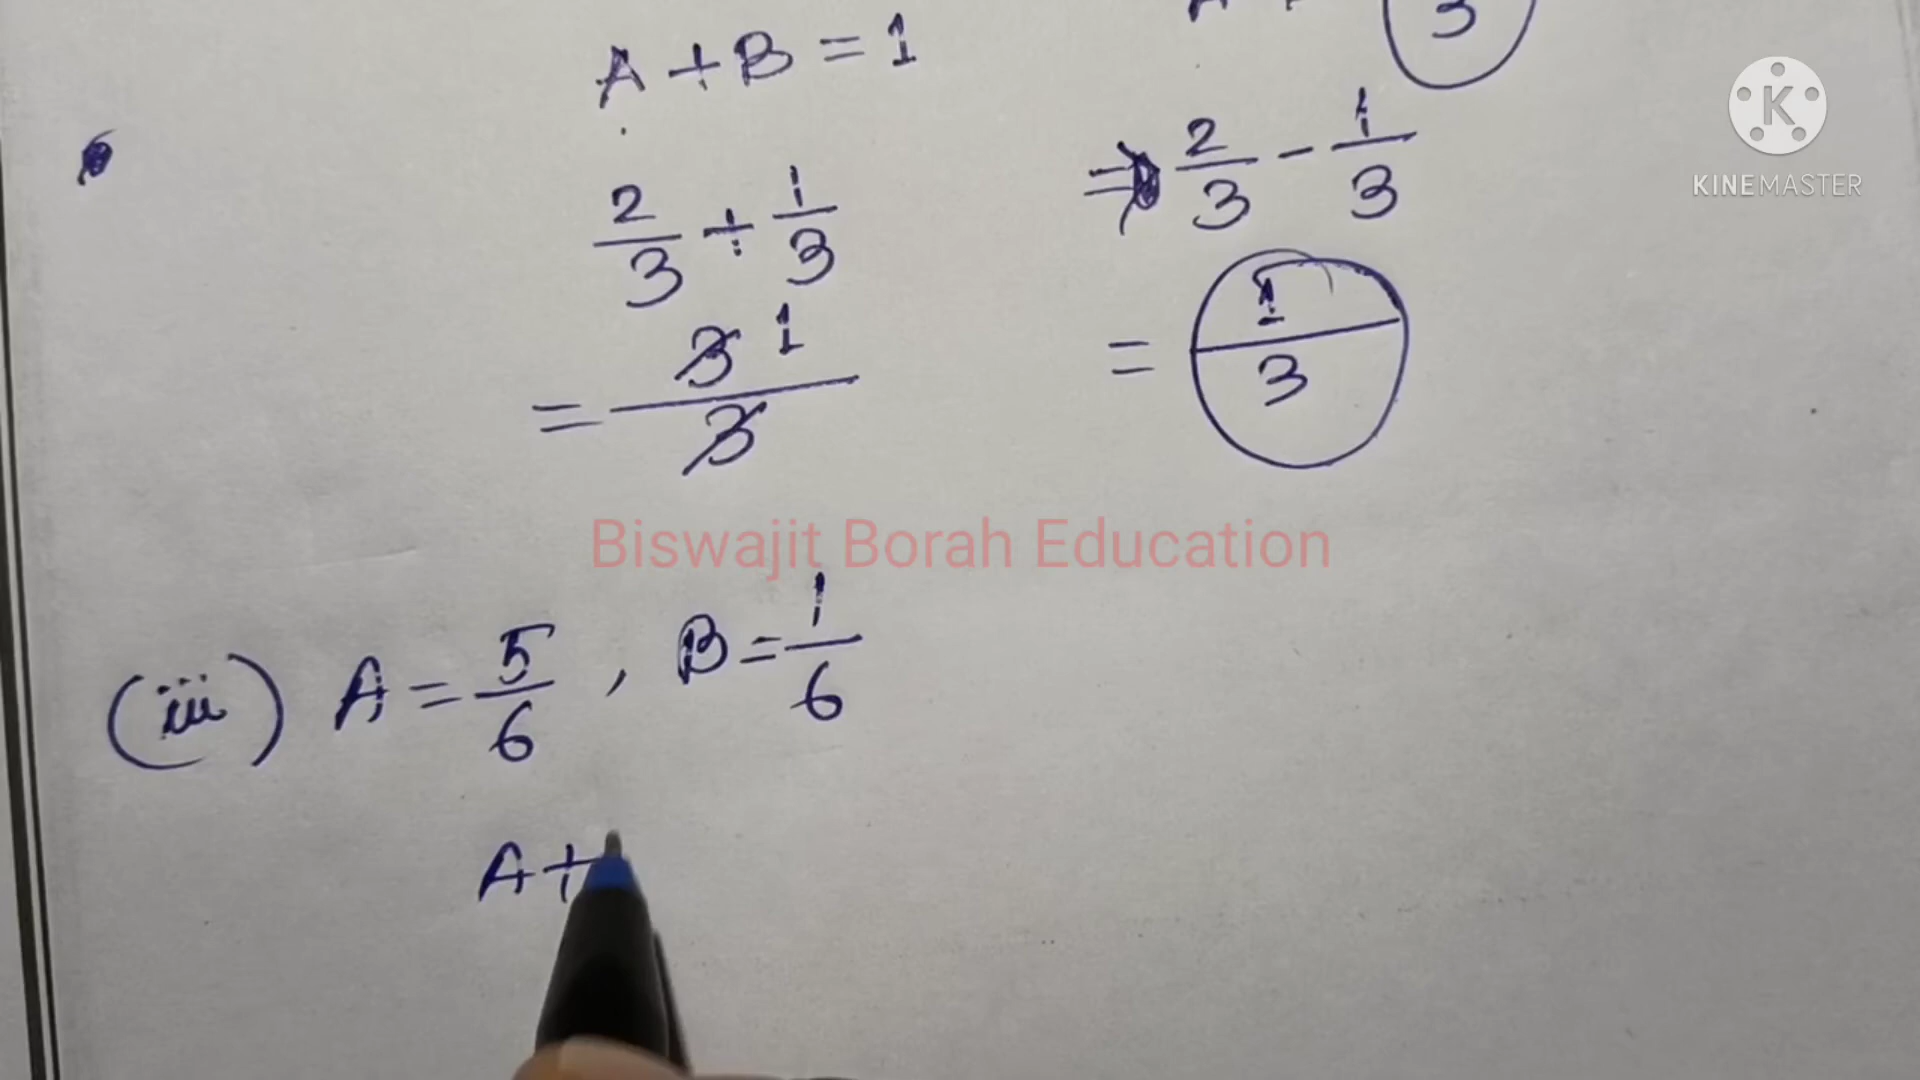 A + B = 1
3
2/3 + 1/3
⇒ 2/3 - 1/3
= 3/3 1
= 1/3
KINEMASTER
Biswajit Borah Education
(iii) A = 5/6 , B = 1/6
A +